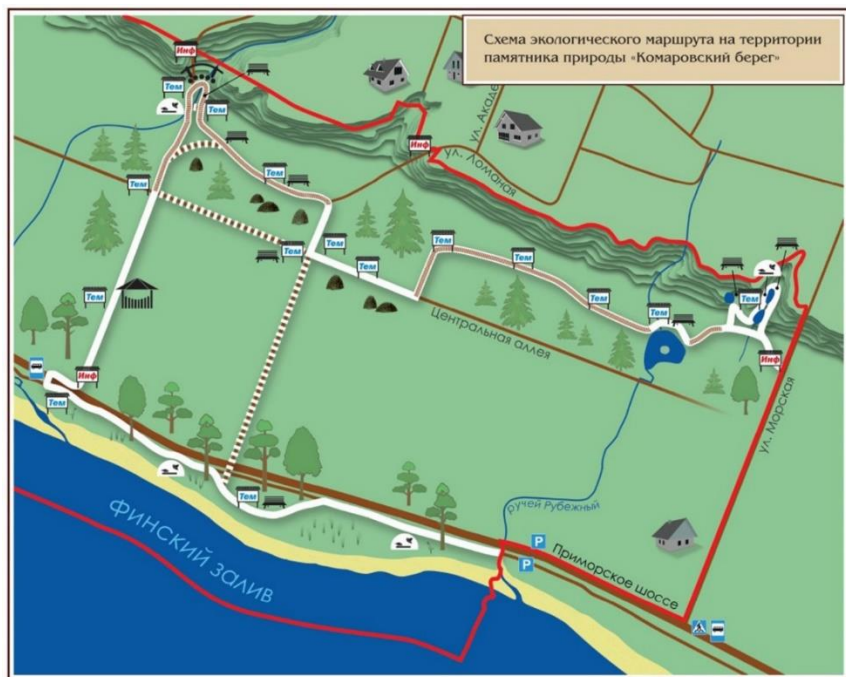 Схема экологического маршрута на территории
памятника природы «Комаровский берег»
Инф
Тем
Тем
Инф
ул. Акаде
ул. Ломаная
Тем
Тем
Тем
Тем
Тем
Тем
Тем
Тем
Тем
Тем
Тем
Центральная аллея
Инф
Инф
Тем
ул. Морская
Тем
ручей Рубежный
P
P
Приморское шоссе
ФИНСКИЙ ЗАЛИВ